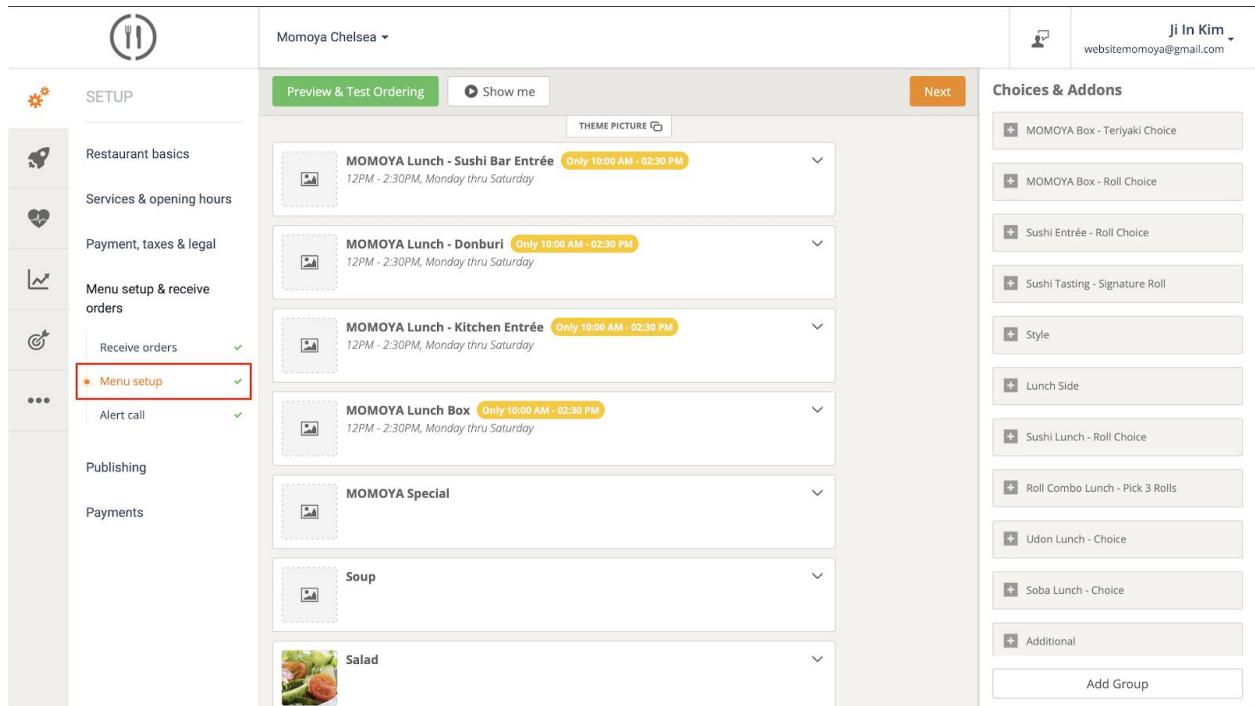 Momoya Chelsea
Ji In Kim
websitemomoya@gmail.com
SETUP
Restaurant basics
Services & opening hours
Payment, taxes & legal
Menu setup & receive
orders
Receive orders
Menu setup
Alert call
Publishing
Payments
Preview & Test Ordering
Show me
Next
THEME PICTURE
MOMOYA Lunch - Sushi Bar Entrée Only 10:00 AM - 02:30 PM
12PM - 2:30PM, Monday thru Saturday
MOMOYA Lunch - Donburi Only 10:00 AM - 02:30 PM
12PM - 2:30PM, Monday thru Saturday
MOMOYA Lunch - Kitchen Entrée Only 10:00 AM - 02:30 PM
12PM - 2:30PM, Monday thru Saturday
MOMOYA Lunch Box Only 10:00 AM - 02:30 PM
12PM - 2:30PM, Monday thru Saturday
MOMOYA Special
Soup
Salad
Choices & Addons
MOMOYA Box - Teriyaki Choice
MOMOYA Box - Roll Choice
Sushi Entrée - Roll Choice
Sushi Tasting - Signature Roll
Style
Lunch Side
Sushi Lunch - Roll Choice
Roll Combo Lunch - Pick 3 Rolls
Udon Lunch - Choice
Soba Lunch - Choice
Additional
Add Group